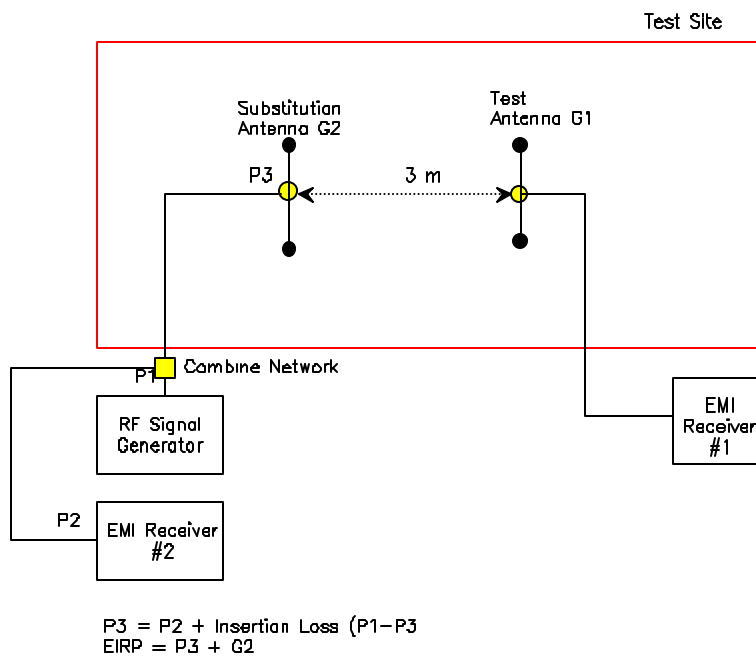 Test Site
Substitution
Antenna G2
Test
Antenna G1
P3
3 m
P1
Combine Network
RF Signal
Generator
EMI
Receiver
#1
P2
EMI Receiver
#2
P3 = P2 + Insertion Loss (P1-P3
EIRP = P3 + G2